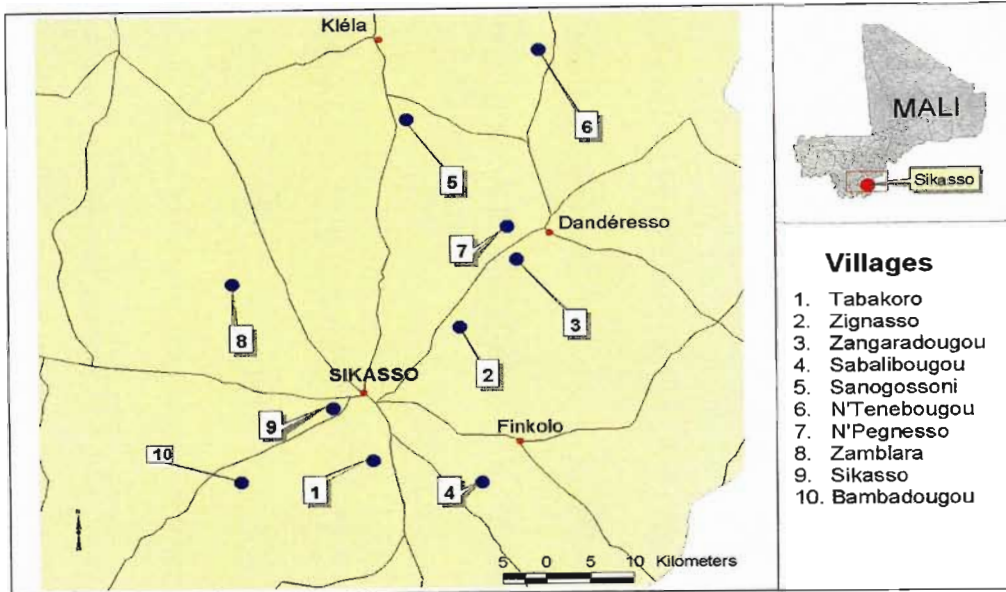 Kléla
6
5
Dandéresso
7
3
8
2
SIKASSO
9
Finkolo
10
1
4
N
5 0 5 10 Kilometers
MALI
Sikasso
Villages
1. Tabakoro
2. Zignasso
3. Zangaradougou
4. Sabalibougou
5. Sanogossoni
6. N'Tenebougou
7. N'Pegnesso
8. Zamblara
9. Sikasso
10. Bambadougou